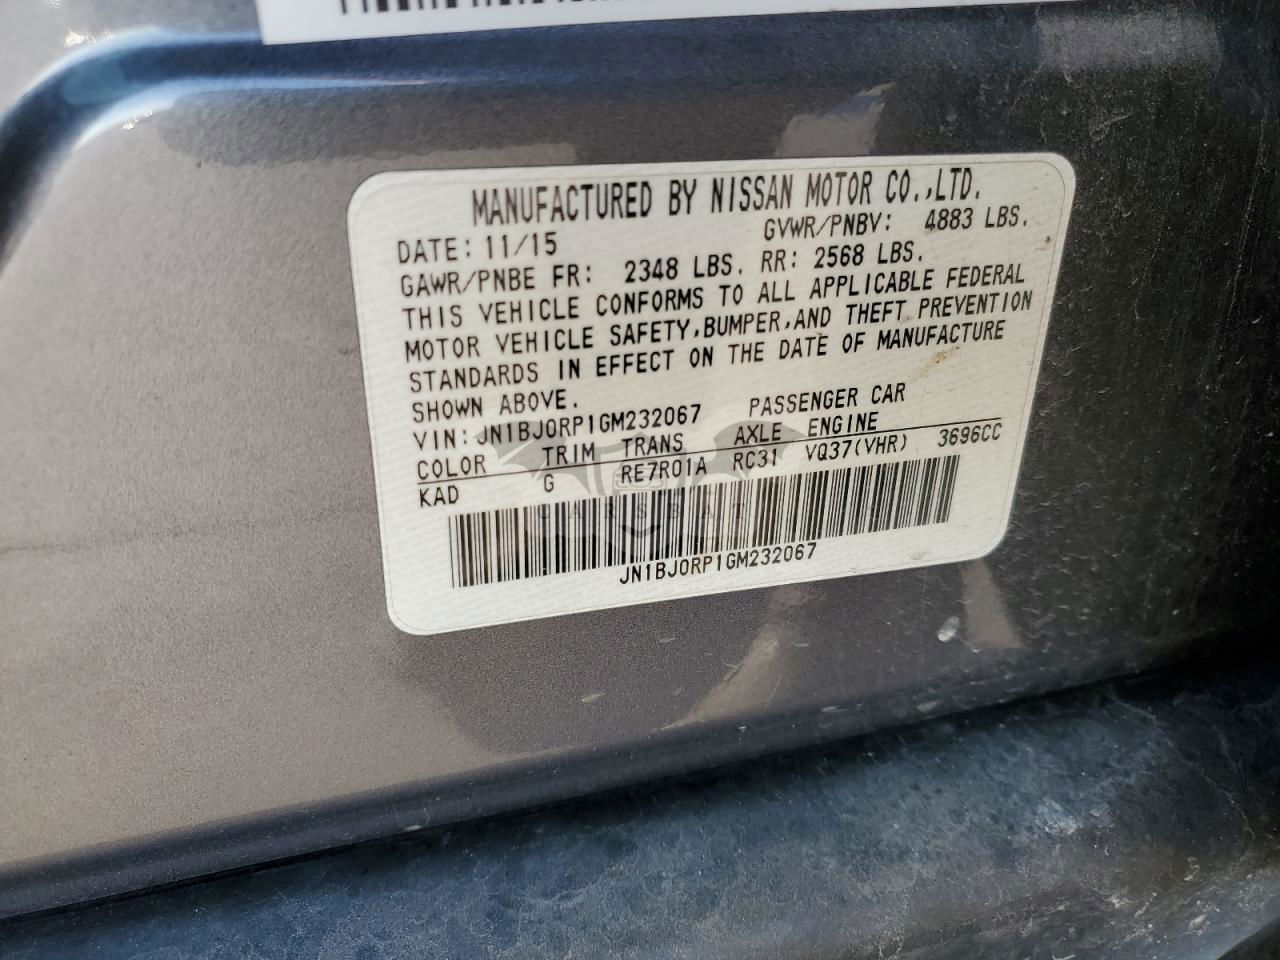 MANUFACTURED BY NISSAN MOTOR CO.,LTD.
DATE: 11/15 GVWR/PNBV: 4883 LBS.
GAWR/PNBE FR: 2348 LBS. RR: 2568 LBS.
THIS VEHICLE CONFORMS TO ALL APPLICABLE FEDERAL
MOTOR VEHICLE SAFETY,BUMPER,AND THEFT PREVENTION
STANDARDS IN EFFECT ON THE DATE OF MANUFACTURE
SHOWN ABOVE.
VIN:JN1BJ0RP1GM232067 PASSENGER CAR
COLOR TRIM TRANS AXLE ENGINE
KAD G RE7R01A RC31 VQ37(VHR) 3696CC
CARSBAT
JN1BJ0RP1GM232067